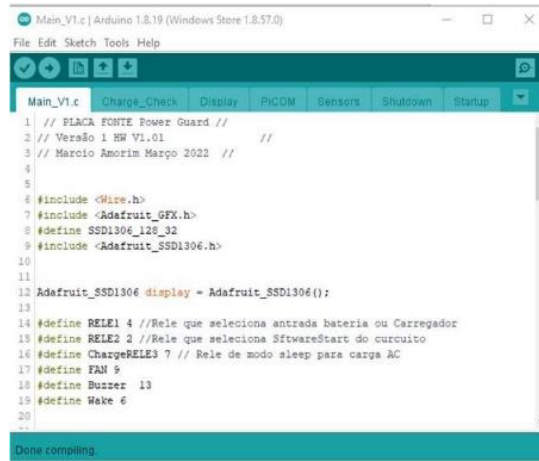 Main_V1.c | Arduino 1.8.19 (Windows Store 1.8.57.0)
File Edit Sketch Tools Help
Main_V1.c Charge_Check Display PiCOM Sensors Shutdown Startup
1 // PLACA FONTE Power Guard //
2 // Versão 1 HW V1.01 //
3 // Marcio Amorim Março 2022 //
4
5
6 #include <Wire.h>
7 #include <Adafruit_GFX.h>
8 #define SSD1306_128_32
9 #include <Adafruit_SSD1306.h>
10
11
12 Adafruit_SSD1306 display = Adafruit_SSD1306();
13
14 #define RELE1 4 //Rele que seleciona antrada bateria ou Carregador
15 #define RELE2 2 //Rele que seleciona SftwareStart do curcuito
16 #define ChargeRELE3 7 // Rele de modo sleep para carga AC
17 #define FAN 9
18 #define Buzzer 13
19 #define Wake 6
20
Done compiling.